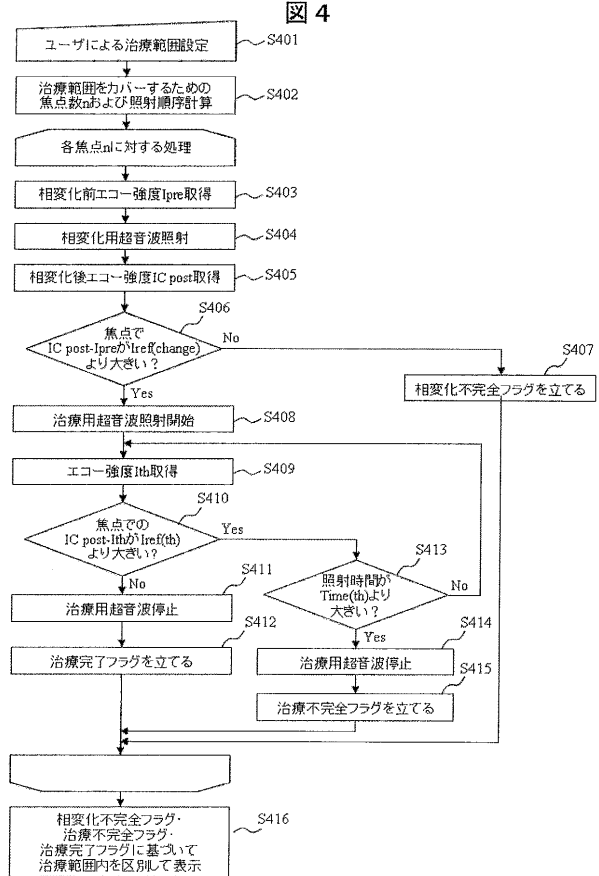 図4
ユーザによる治療範囲設定
S401
治療範囲をカバーするための
焦点数nおよび照射順序計算
S402
各焦点nに対する処理
相変化前エコー強度Ipre取得
S403
相変化用超音波照射
S404
相変化後エコー強度IC post取得
S405
S406
焦点で
IC post-IpreがIref(change)
より大きい？
No
Yes
S407
相変化不完全フラグを立てる
治療用超音波照射開始
S408
エコー強度Ith取得
S409
S410
焦点での
IC post-IthがIref(th)
より大きい？
Yes
No
S413
照射時間が
Time(th)より
大きい？
No
Yes
S411
治療用超音波停止
S412
治療完了フラグを立てる
S414
治療用超音波停止
S415
治療不完全フラグを立てる
相変化不完全フラグ・
治療不完全フラグ・
治療完了フラグに基づいて
治療範囲内を区別して表示
S416